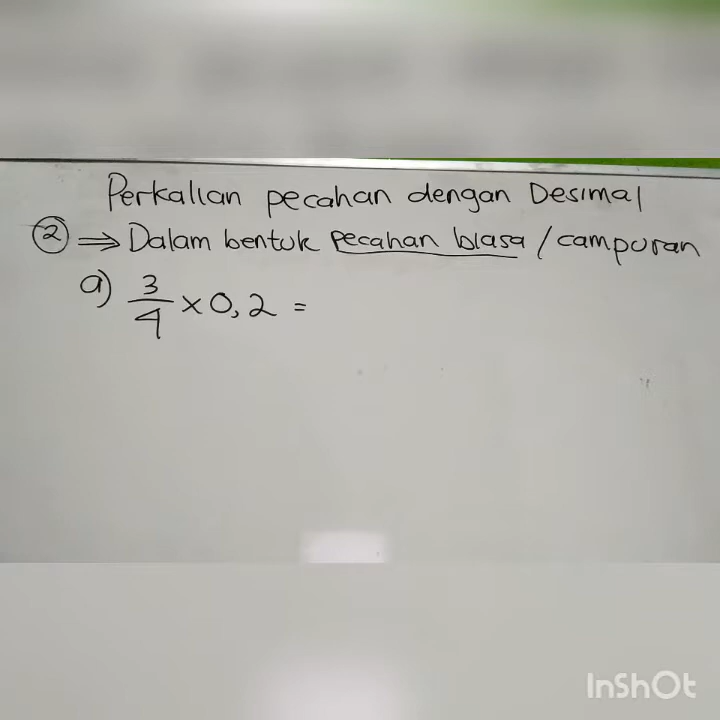 Perkalian pecahan dengan Desimal
② ⇒ Dalam bentuk pecahan biasa / campuran
a) 3/4 × 0,2 =
InShOt